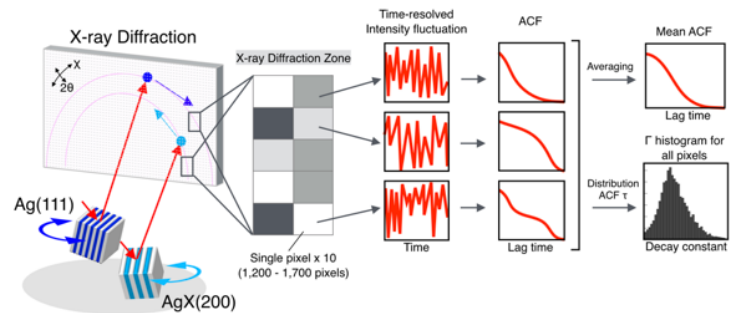 X-ray Diffraction
X
2θ
Ag(111)
AgX(200)
X-ray Diffraction Zone
Single pixel x 10
(1,200 - 1,700 pixels)
Time-resolved
Intensity fluctuation
Time
ACF
Lag time
Averaging
Distribution
ACF τ
Mean ACF
Lag time
Γ histogram for
all pixels
Decay constant